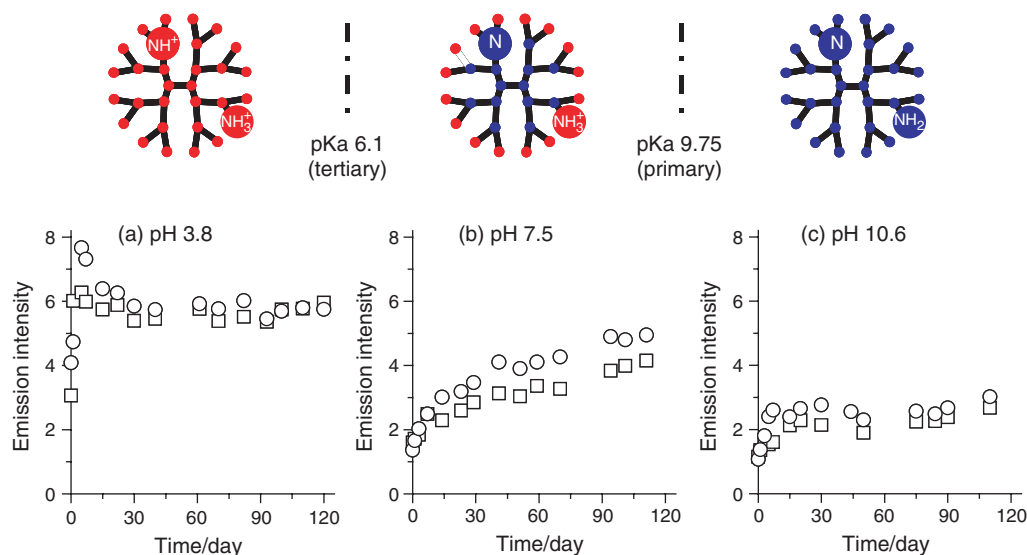 NH+
NH3+
pKa 6.1
(tertiary)
N
NH3+
pKa 9.75
(primary)
N
NH2
(a) pH 3.8
8
6
4
2
0
Emission intensity
0 30 60 90 120
Time/day
(b) pH 7.5
8
6
4
2
0
Emission intensity
0 30 60 90 120
Time/day
(c) pH 10.6
8
6
4
2
0
Emission intensity
0 30 60 90 120
Time/day